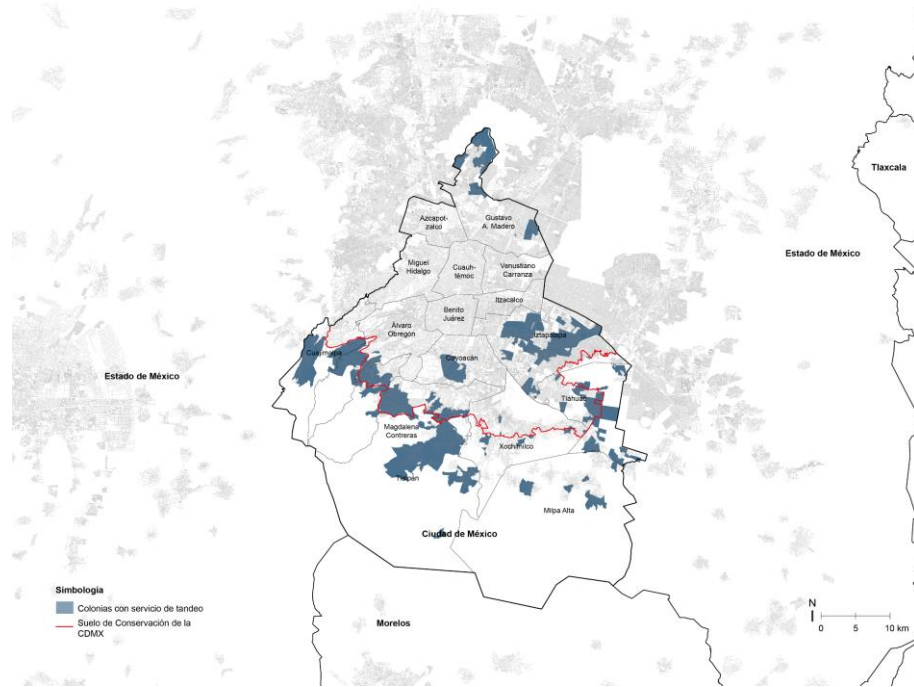 Tlaxcala
Azcapot-
zalco
Gustavo
A. Madero
Estado de México
Miguel
Hidalgo
Cuauh-
témoc
Venustiano
Carranza
Iztacalco
Benito
Juárez
Álvaro
Obregón
Iztapalapa
Cuajimalpa
Coyoacán
Estado de México
Tláhuac
Magdalena
Contreras
Xochimilco
Tlalpan
Milpa Alta
Ciudad de México
Simbología
Colonias con servicio de tandeo
Suelo de Conservación de la
CDMX
Morelos
N
0 5 10 km